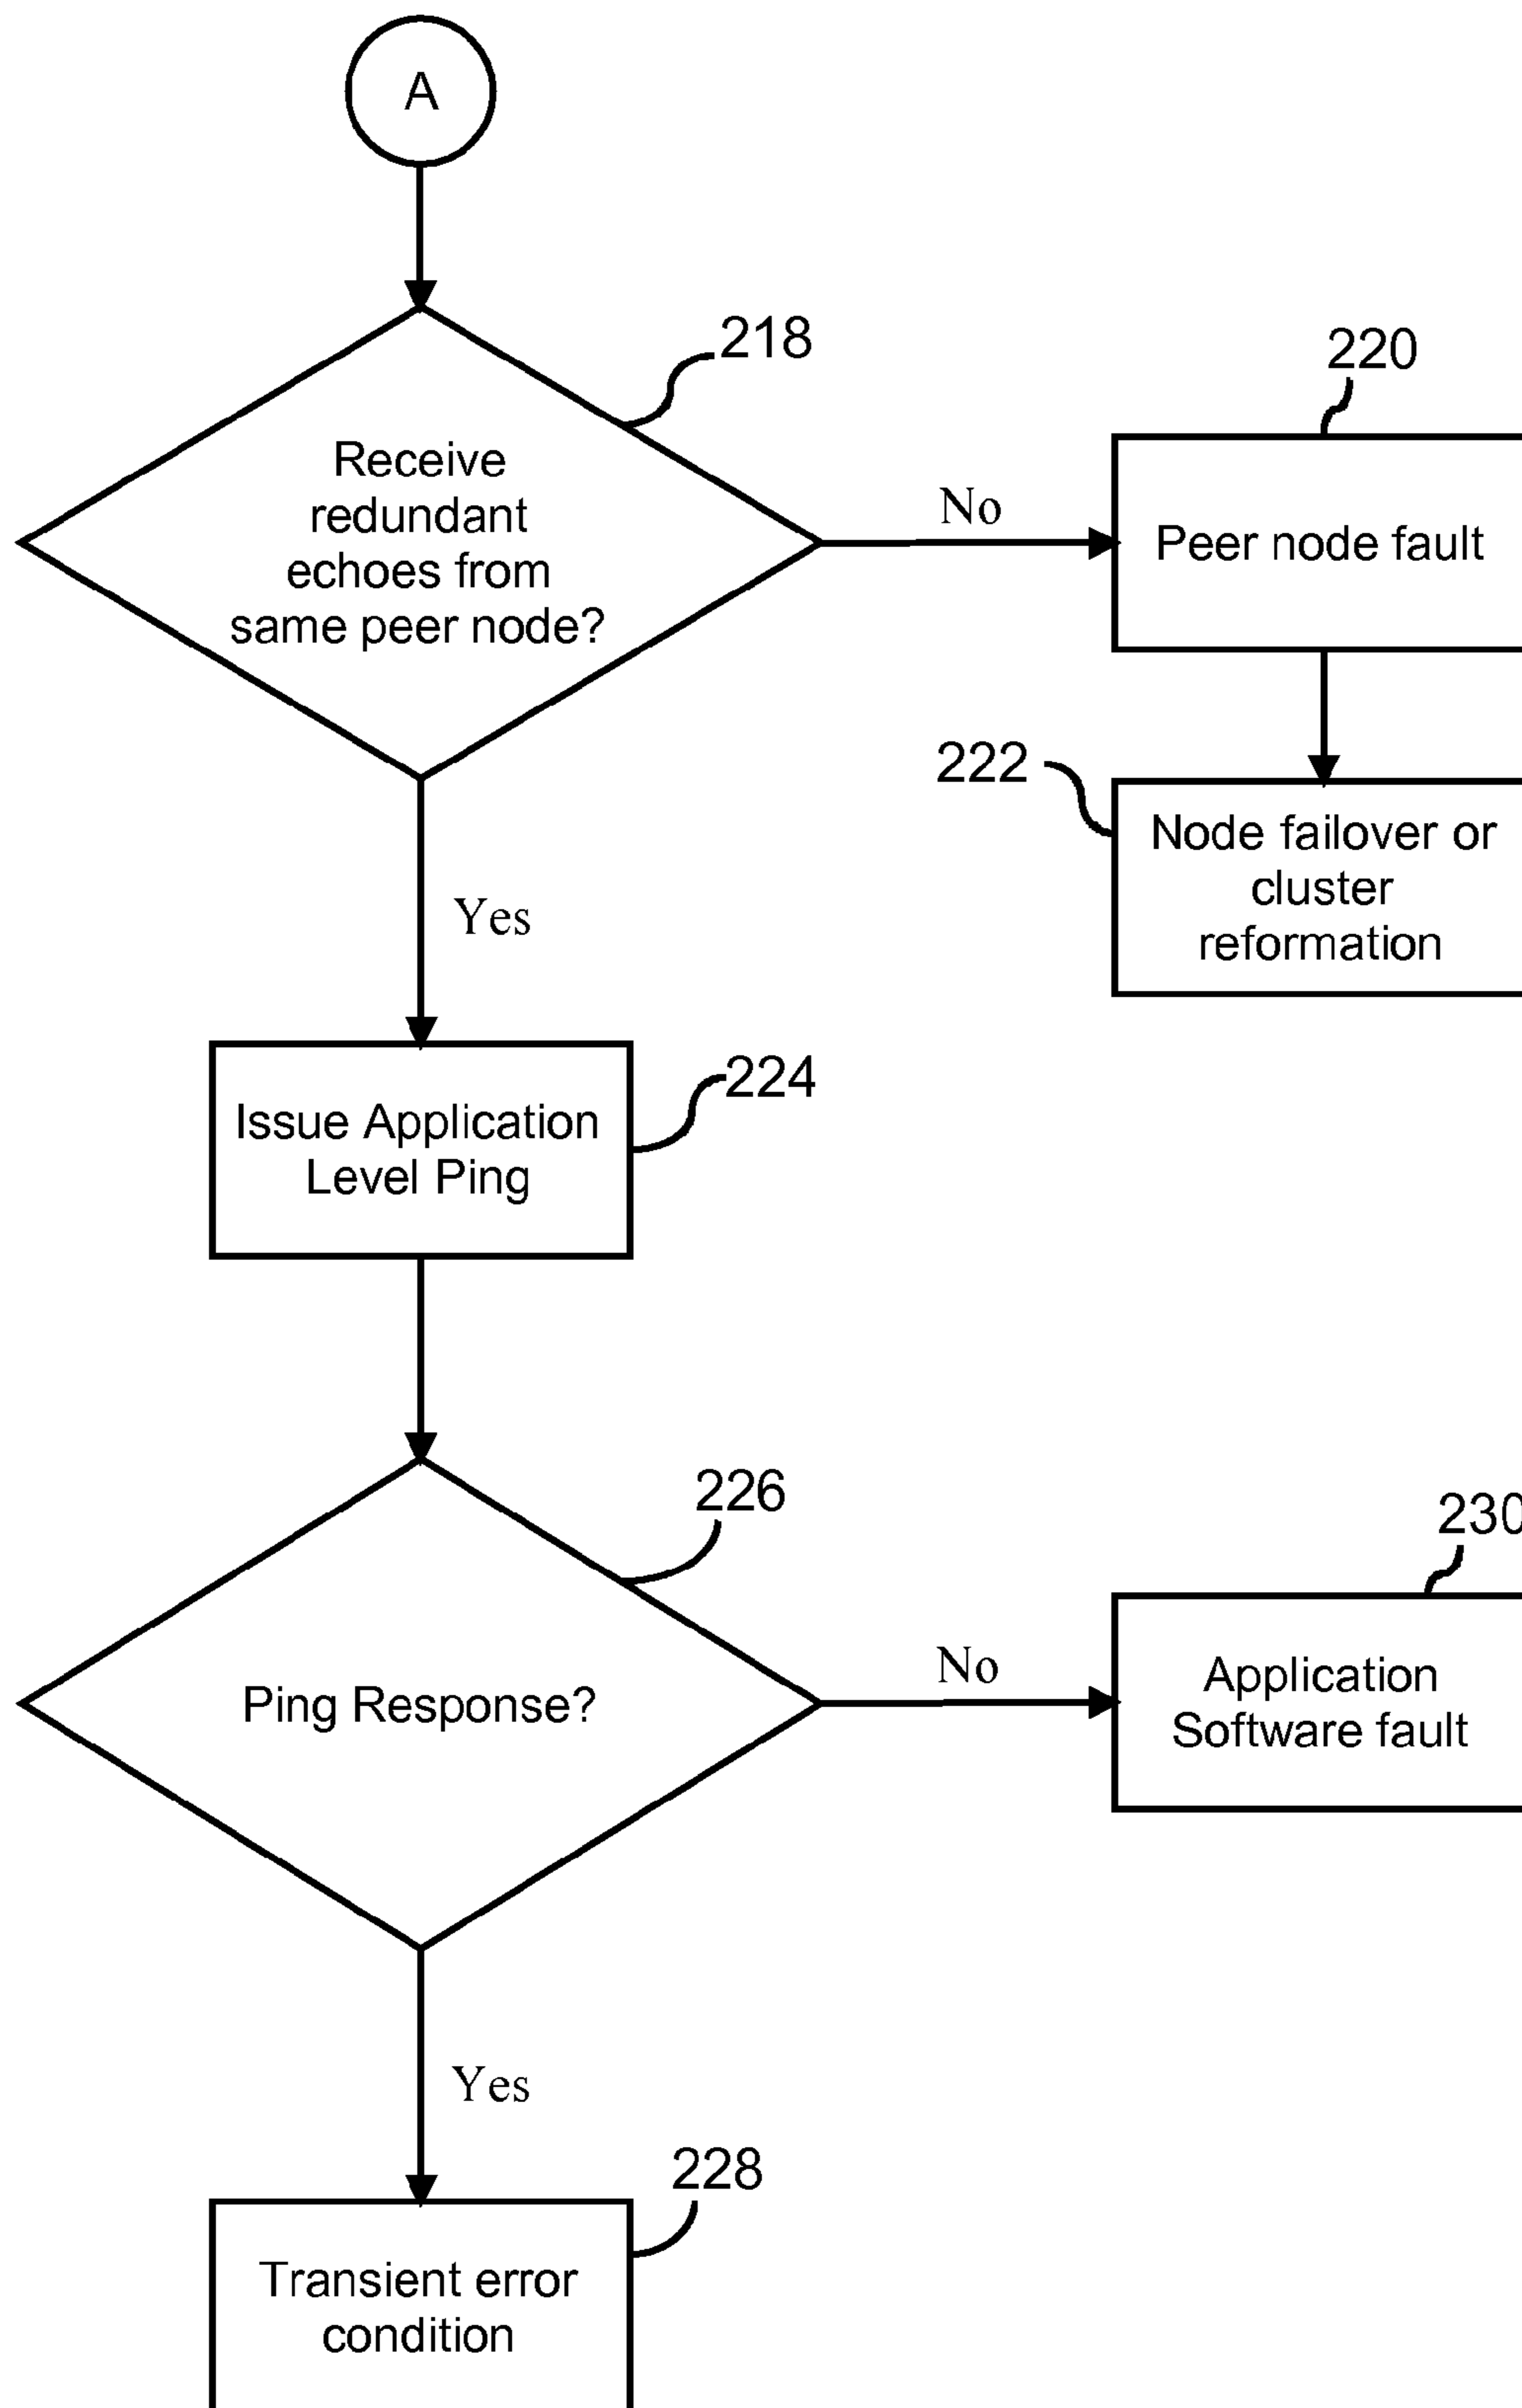 A
218
220
Receive
redundant
echoes from
same peer node?
No
Peer node fault
222
Node failover or
cluster
reformation
Yes
224
Issue Application
Level Ping
226
230
Ping Response?
No
Application
Software fault
Yes
228
Transient error
condition